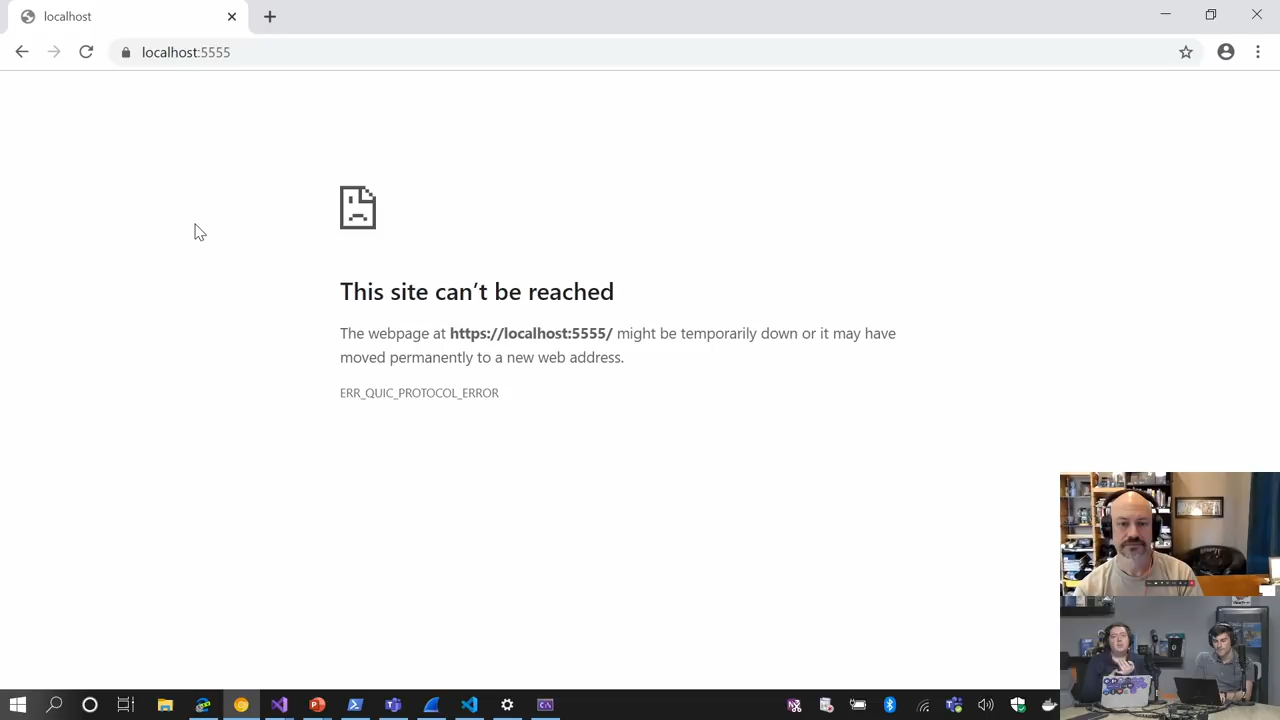 localhost
localhost:5555
This site can’t be reached
The webpage at https://localhost:5555/ might be temporarily down or it may have
moved permanently to a new web address.
ERR_QUIC_PROTOCOL_ERROR